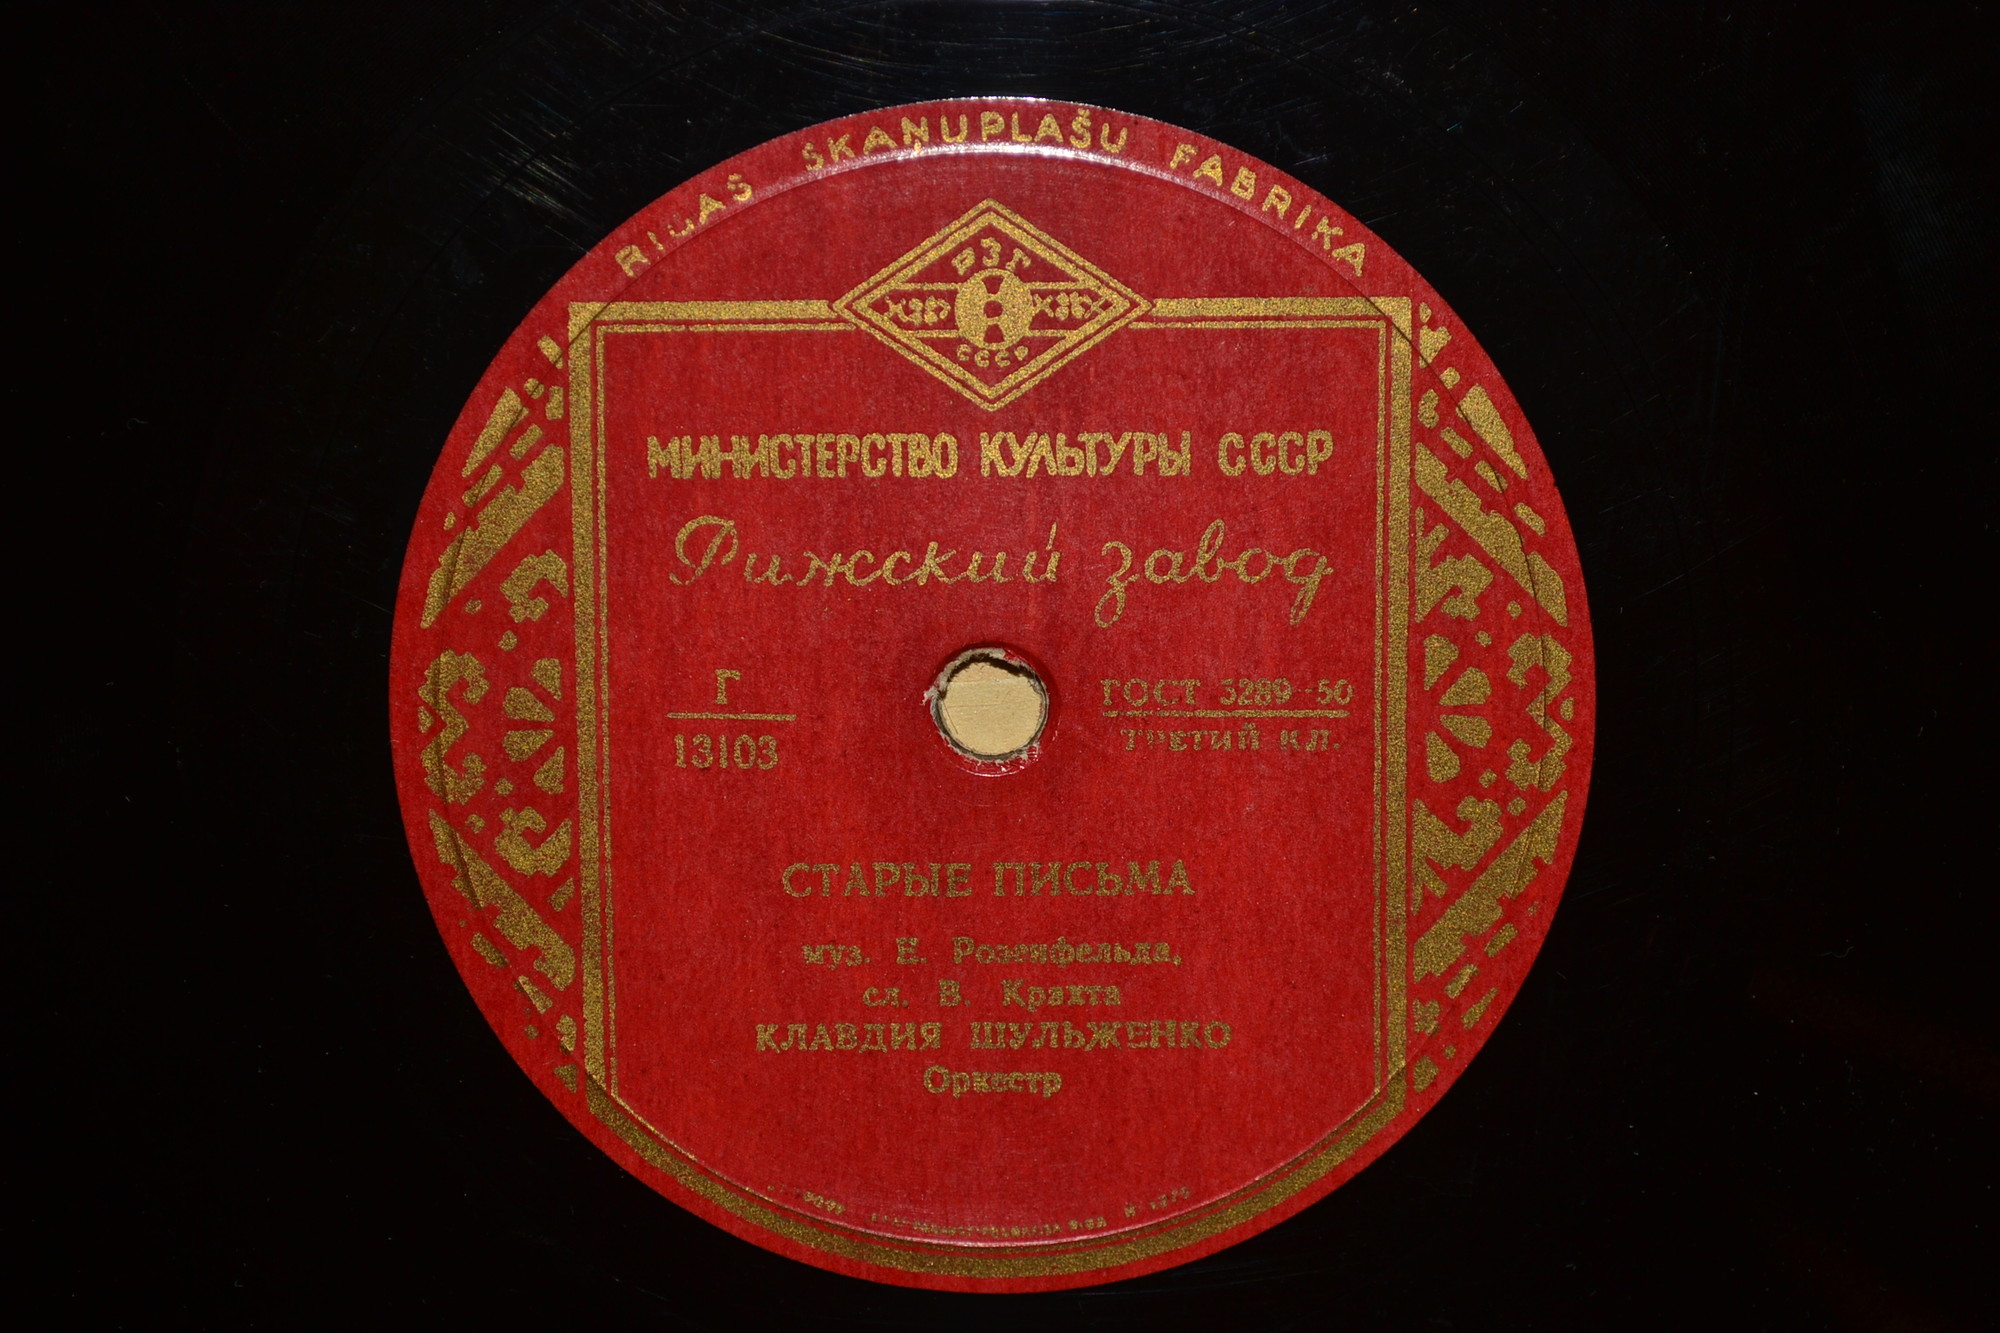 RIGAS SKAŅUPLAŠU FABRIKA
РЗГ
СССР
МИНИСТЕРСТВО КУЛЬТУРЫ СССР
Рижский завод
Г
13103
ГОСТ 5289-50
ТРЕТИЙ КЛ.
СТАРЫЕ ПИСЬМА
муз. Е. Розенфельда,
сл. В. Крахта
КЛАВДИЯ ШУЛЬЖЕНКО
Оркестр